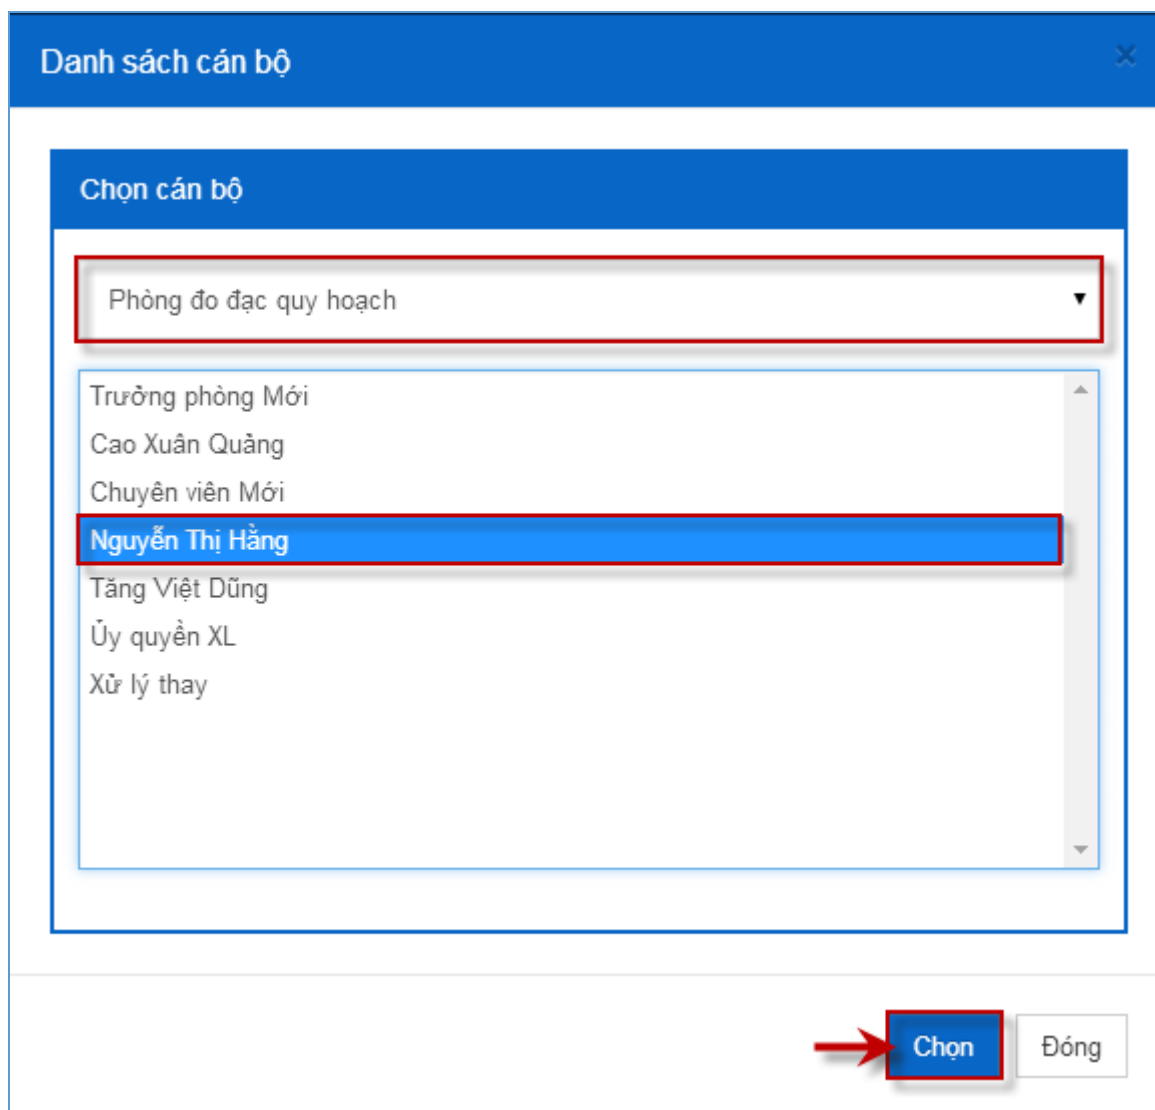 Danh sách cán bộ
Chọn cán bộ
Phòng đo đạc quy hoạch
Trưởng phòng Mới
Cao Xuân Quảng
Chuyên viên Mới
Nguyễn Thị Hằng
Tăng Việt Dũng
Ủy quyền XL
Xử lý thay
Chọn
Đóng